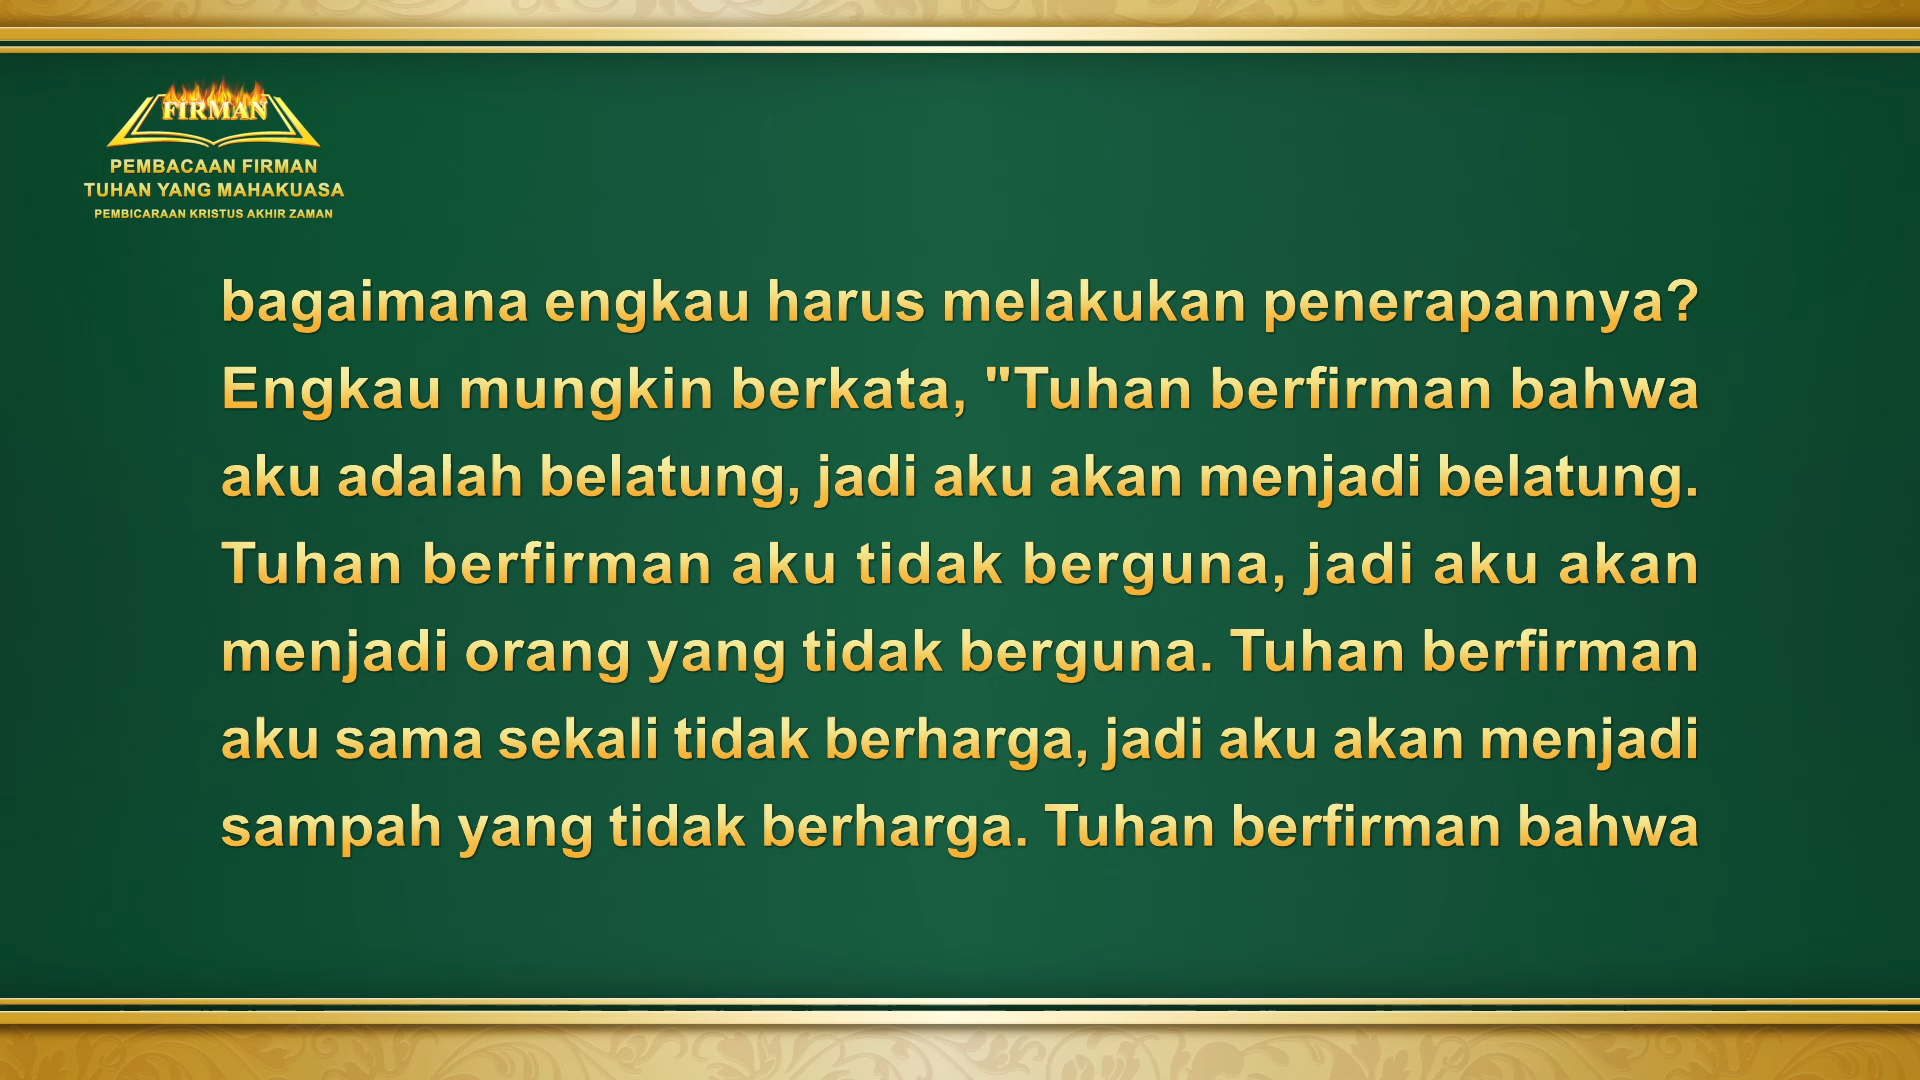 FIRMAN
PEMBACAAN FIRMAN
TUHAN YANG MAHAKUASA
PEMBICARAAN KRISTUS AKHIR ZAMAN
bagaimana engkau harus melakukan penerapannya?
Engkau mungkin berkata, "Tuhan berfirman bahwa
aku adalah belatung, jadi aku akan menjadi belatung.
Tuhan berfirman aku tidak berguna, jadi aku akan
menjadi orang yang tidak berguna. Tuhan berfirman
aku sama sekali tidak berharga, jadi aku akan menjadi
sampah yang tidak berharga. Tuhan berfirman bahwa